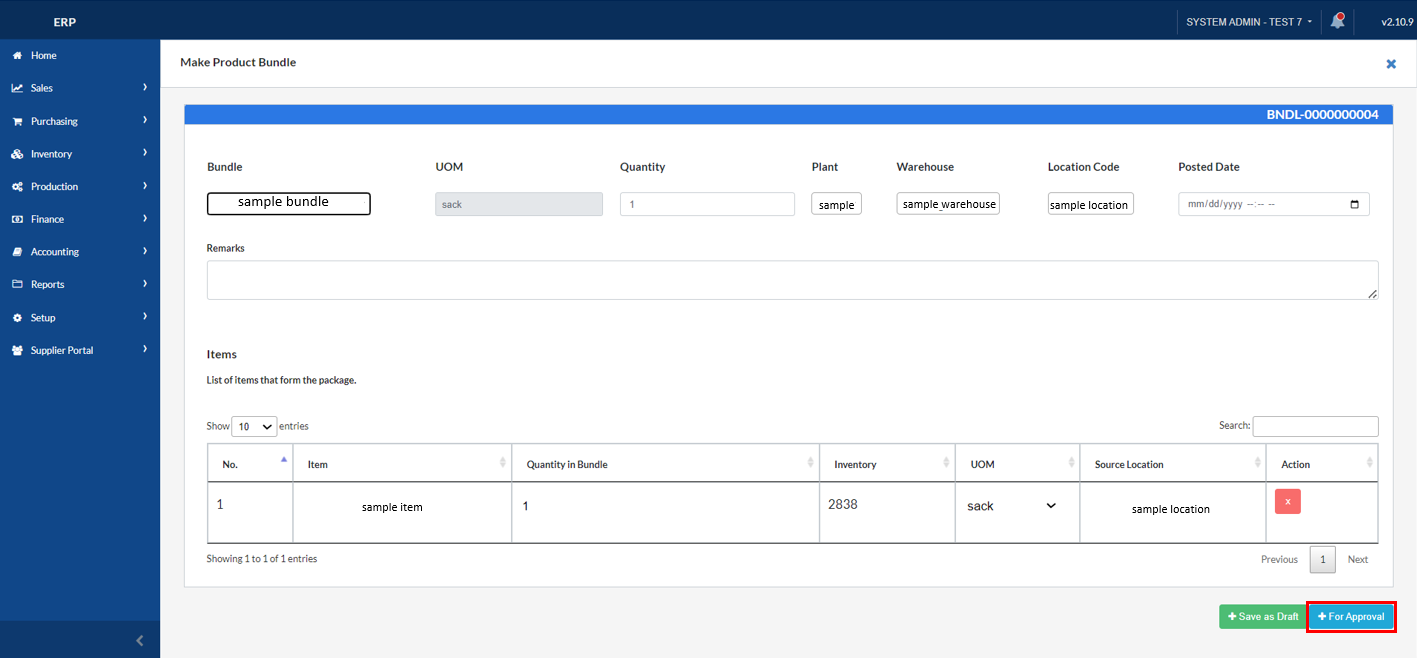 ERP
SYSTEM ADMIN - TEST 7
v2.10.9
Home
Sales
Purchasing
Inventory
Production
Finance
Accounting
Reports
Setup
Supplier Portal
Make Product Bundle
BNDL-0000000004
Bundle UOM Quantity Plant Warehouse Location Code Posted Date
sample bundle sack 1 sample sample_warehouse sample location mm/dd/yyyy --:-- --
Remarks
Items
List of items that form the package.
Show 10 entries Search:
No. Item Quantity in Bundle Inventory UOM Source Location Action
1 sample item 1 2838 sack sample location x
Showing 1 to 1 of 1 entries Previous 1 Next
+ Save as Draft + For Approval